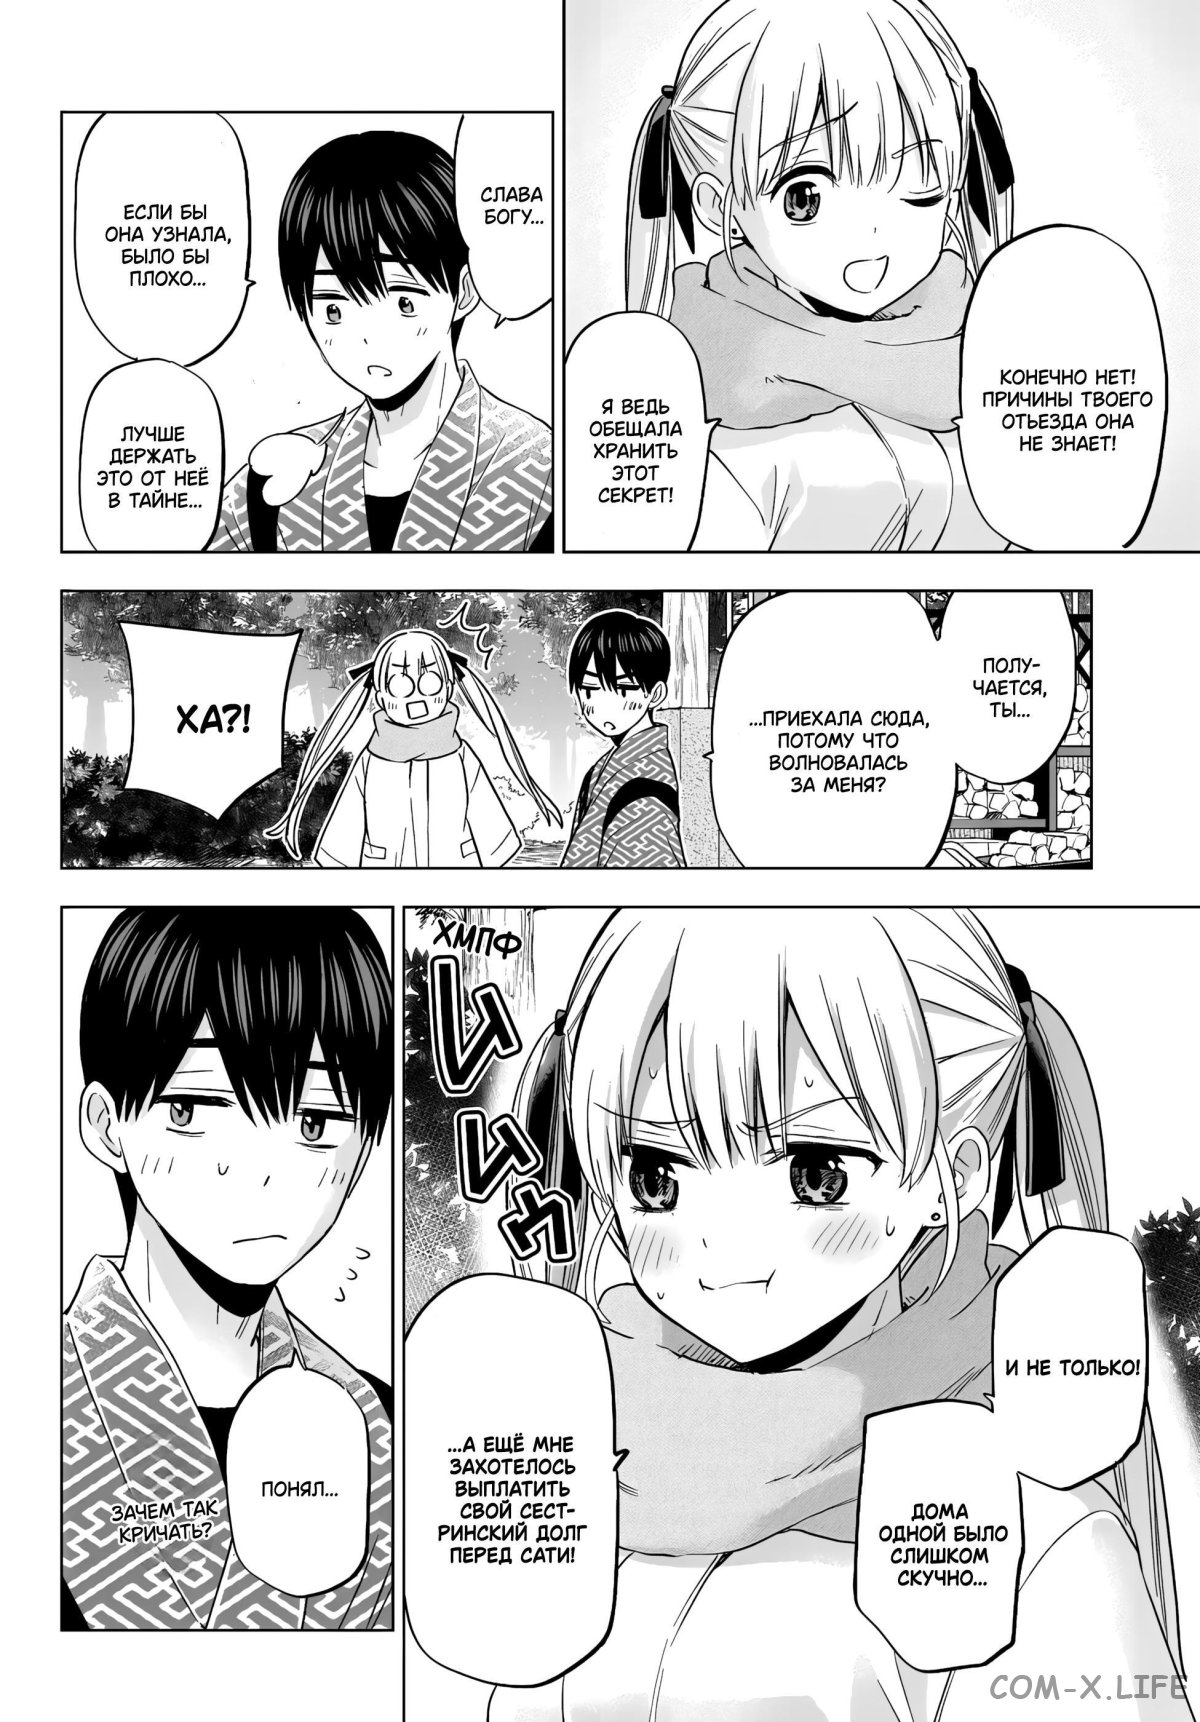 КОНЕЧНО НЕТ!
ПРИЧИНЫ ТВОЕГО
ОТЪЕЗДА ОНА
НЕ ЗНАЕТ!
Я ВЕДЬ
ОБЕЩАЛА
ХРАНИТЬ
ЭТОТ
СЕКРЕТ!
СЛАВА
БОГУ...
ЕСЛИ БЫ
ОНА УЗНАЛА,
БЫЛО БЫ
ПЛОХО...
ЛУЧШЕ
ДЕРЖАТЬ
ЭТО ОТ НЕЁ
В ТАЙНЕ...
ПОЛУ-
ЧАЕТСЯ,
ТЫ...
...ПРИЕХАЛА СЮДА,
ПОТОМУ ЧТО
ВОЛНОВАЛАСЬ
ЗА МЕНЯ?
ХА?!
ХМПФ
И НЕ ТОЛЬКО!
ДОМА
ОДНОЙ БЫЛО
СЛИШКОМ
СКУЧНО...
...А ЕЩЁ МНЕ
ЗАХОТЕЛОСЬ
ВЫПЛАТИТЬ
СВОЙ СЕСТ-
РИНСКИЙ ДОЛГ
ПЕРЕД САТИ!
ПОНЯЛ...
ЗАЧЕМ ТАК
КРИЧАТЬ?
COM-X.LIFE